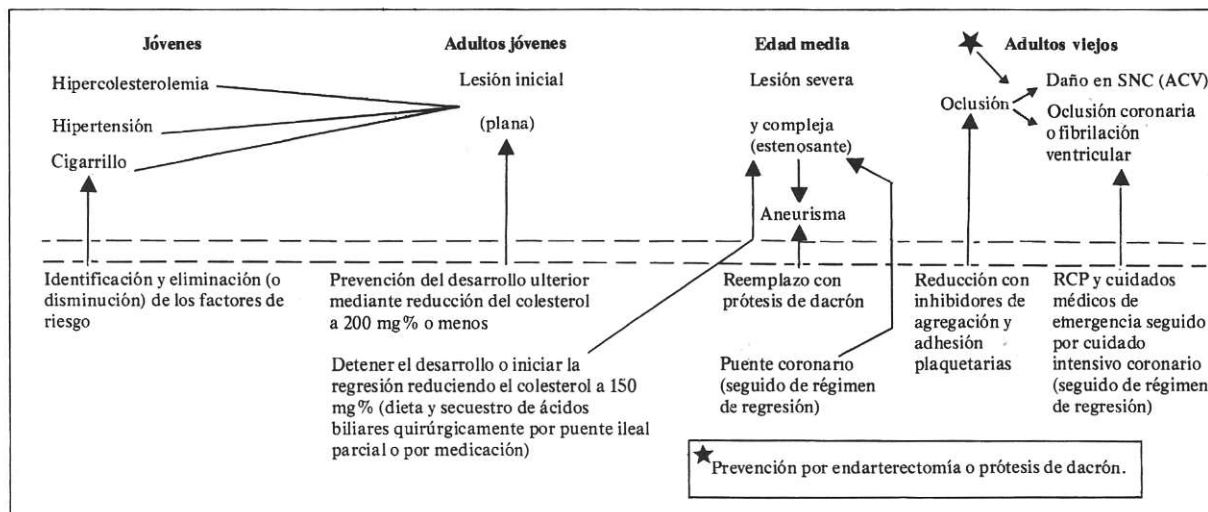 Jóvenes
Hipercolesterolemia
Hipertensión
Cigarrillo
Adultos jóvenes
Lesión inicial
(plana)
Edad media
Lesión severa
y compleja
(estenosante)
Aneurisma
Adultos viejos
Oclusión
Daño en SNC (ACV)
Oclusión coronaria
o fibrilación
ventricular
Identificación y eliminación (o
disminución) de los factores de
riesgo
Prevención del desarrollo ulterior
mediante reducción del colesterol
a 200 mg% o menos
Detener el desarrollo o iniciar la
regresión reduciendo el colesterol a 150
mg% (dieta y secuestro de ácidos
biliares quirúrgicamente por puente ileal
parcial o por medicación)
Reemplazo con
prótesis de dacrón
Puente coronario
(seguido de régimen
de regresión)
Reducción con
inhibidores de
agregación y
adhesión
plaquetarias
RCP y cuidados
médicos de
emergencia seguido
por cuidado
intensivo coronario
(seguido de régimen
de regresión)
Prevención por endarterectomía o prótesis de dacrón.